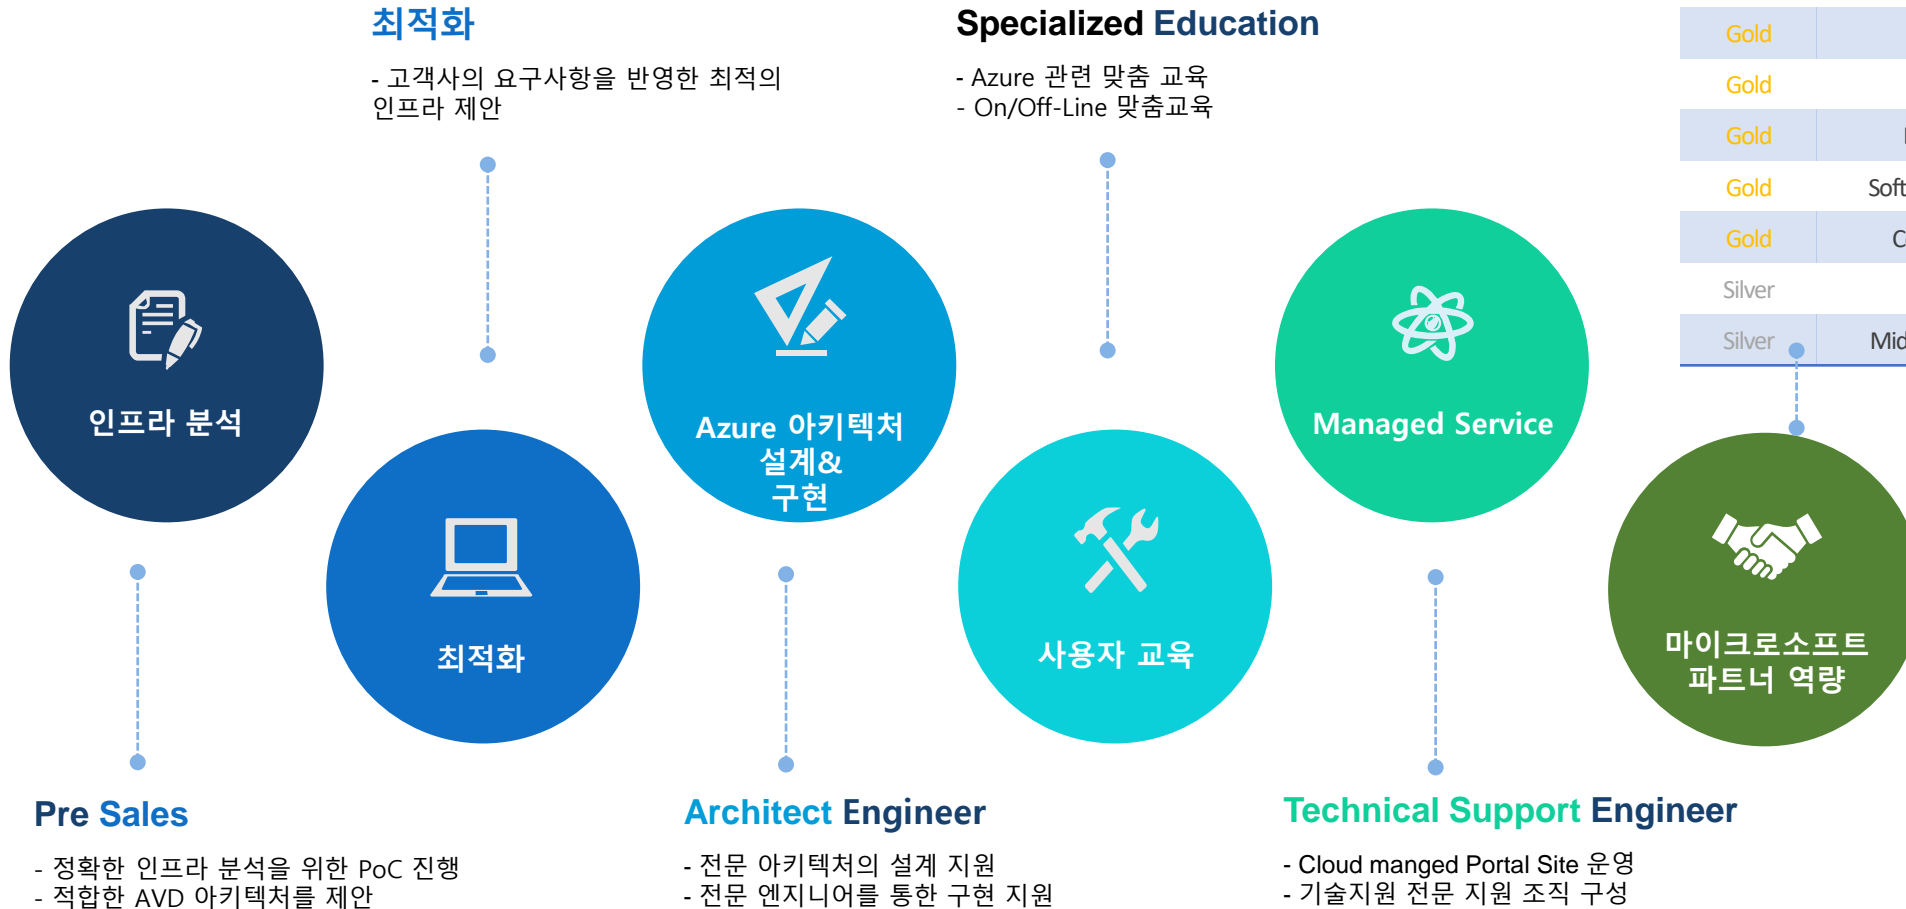 최적화
- 고객사의 요구사항을 반영한 최적의
인프라 제안
Specialized Education
- Azure 관련 맞춤 교육
- On/Off-Line 맞춤교육
Gold
Gold
Gold
Gold
Gold
Silver
Silver
인프라 분석
최적화
Azure 아키텍처
설계&
구현
사용자 교육
Managed Service
마이크로소프트
파트너 역량
Pre Sales
- 정확한 인프라 분석을 위한 PoC 진행
- 적합한 AVD 아키텍처를 제안
Architect Engineer
- 전문 아키텍처의 설계 지원
- 전문 엔지니어를 통한 구현 지원
Technical Support Engineer
- Cloud manged Portal Site 운영
- 기술지원 전문 지원 조직 구성